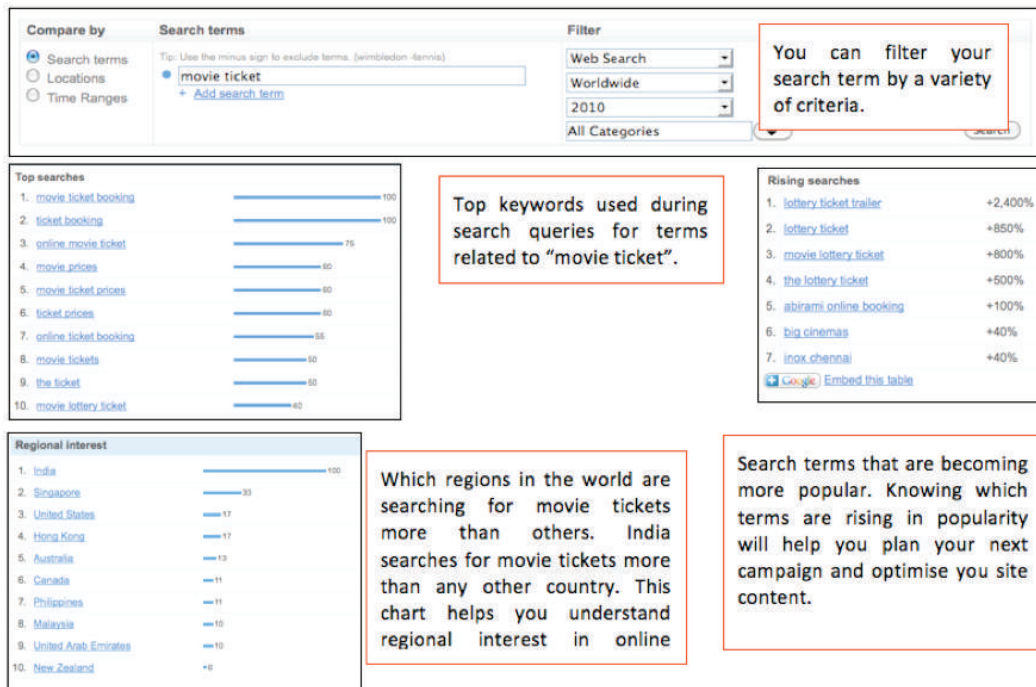 Compare by
Search terms
Filter
Search terms
Locations
Time Ranges
Tip: Use the minus sign to exclude terms. (wimbledon -tennis)
movie ticket
+ Add search term
Web Search
Worldwide
2010
All Categories
Search
You can filter your
search term by a variety
of criteria.
Top searches
1. movie ticket booking 100
2. ticket booking 100
3. online movie ticket 75
4. movie prices 60
5. movie ticket prices 60
6. ticket prices 60
7. online ticket booking 55
8. movie tickets 50
9. the ticket 50
10. movie lottery ticket 40
Top keywords used during
search queries for terms
related to “movie ticket”.
Rising searches
1. lottery ticket trailer +2,400%
2. lottery ticket +850%
3. movie lottery ticket +800%
4. the lottery ticket +500%
5. abirami online booking +100%
6. big cinemas +40%
7. inox chennai +40%
Google Embed this table
Regional interest
1. India 100
2. Singapore 33
3. United States 17
4. Hong Kong 17
5. Australia 13
6. Canada 11
7. Philippines 11
8. Malaysia 10
9. United Arab Emirates 10
10. New Zealand 8
Which regions in the world are
searching for movie tickets
more than others. India
searches for movie tickets more
than any other country. This
chart helps you understand
regional interest in online
Search terms that are becoming
more popular. Knowing which
terms are rising in popularity
will help you plan your next
campaign and optimise you site
content.